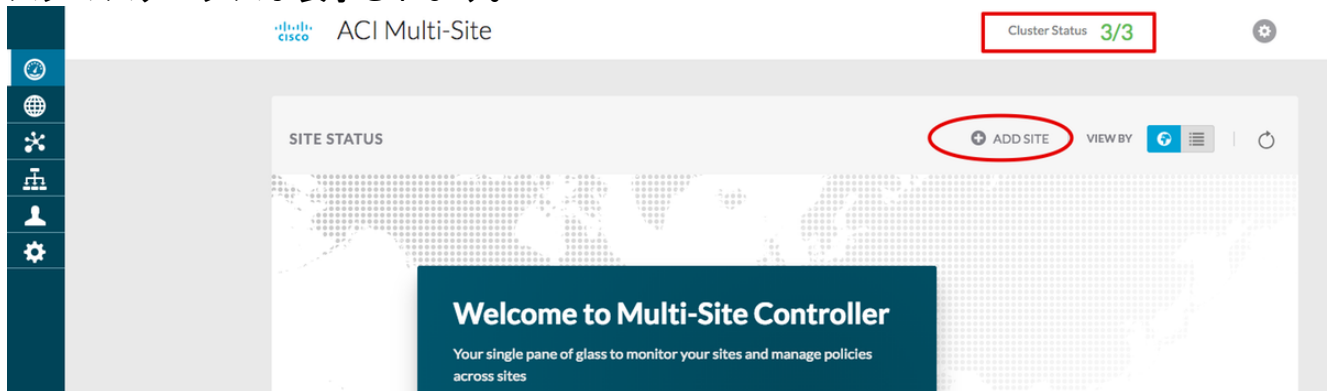 cisco ACI Multi-Site
Cluster Status 3/3
SITE STATUS
ADD SITE
VIEW BY
Welcome to Multi-Site Controller
Your single pane of glass to monitor your sites and manage policies
across sites